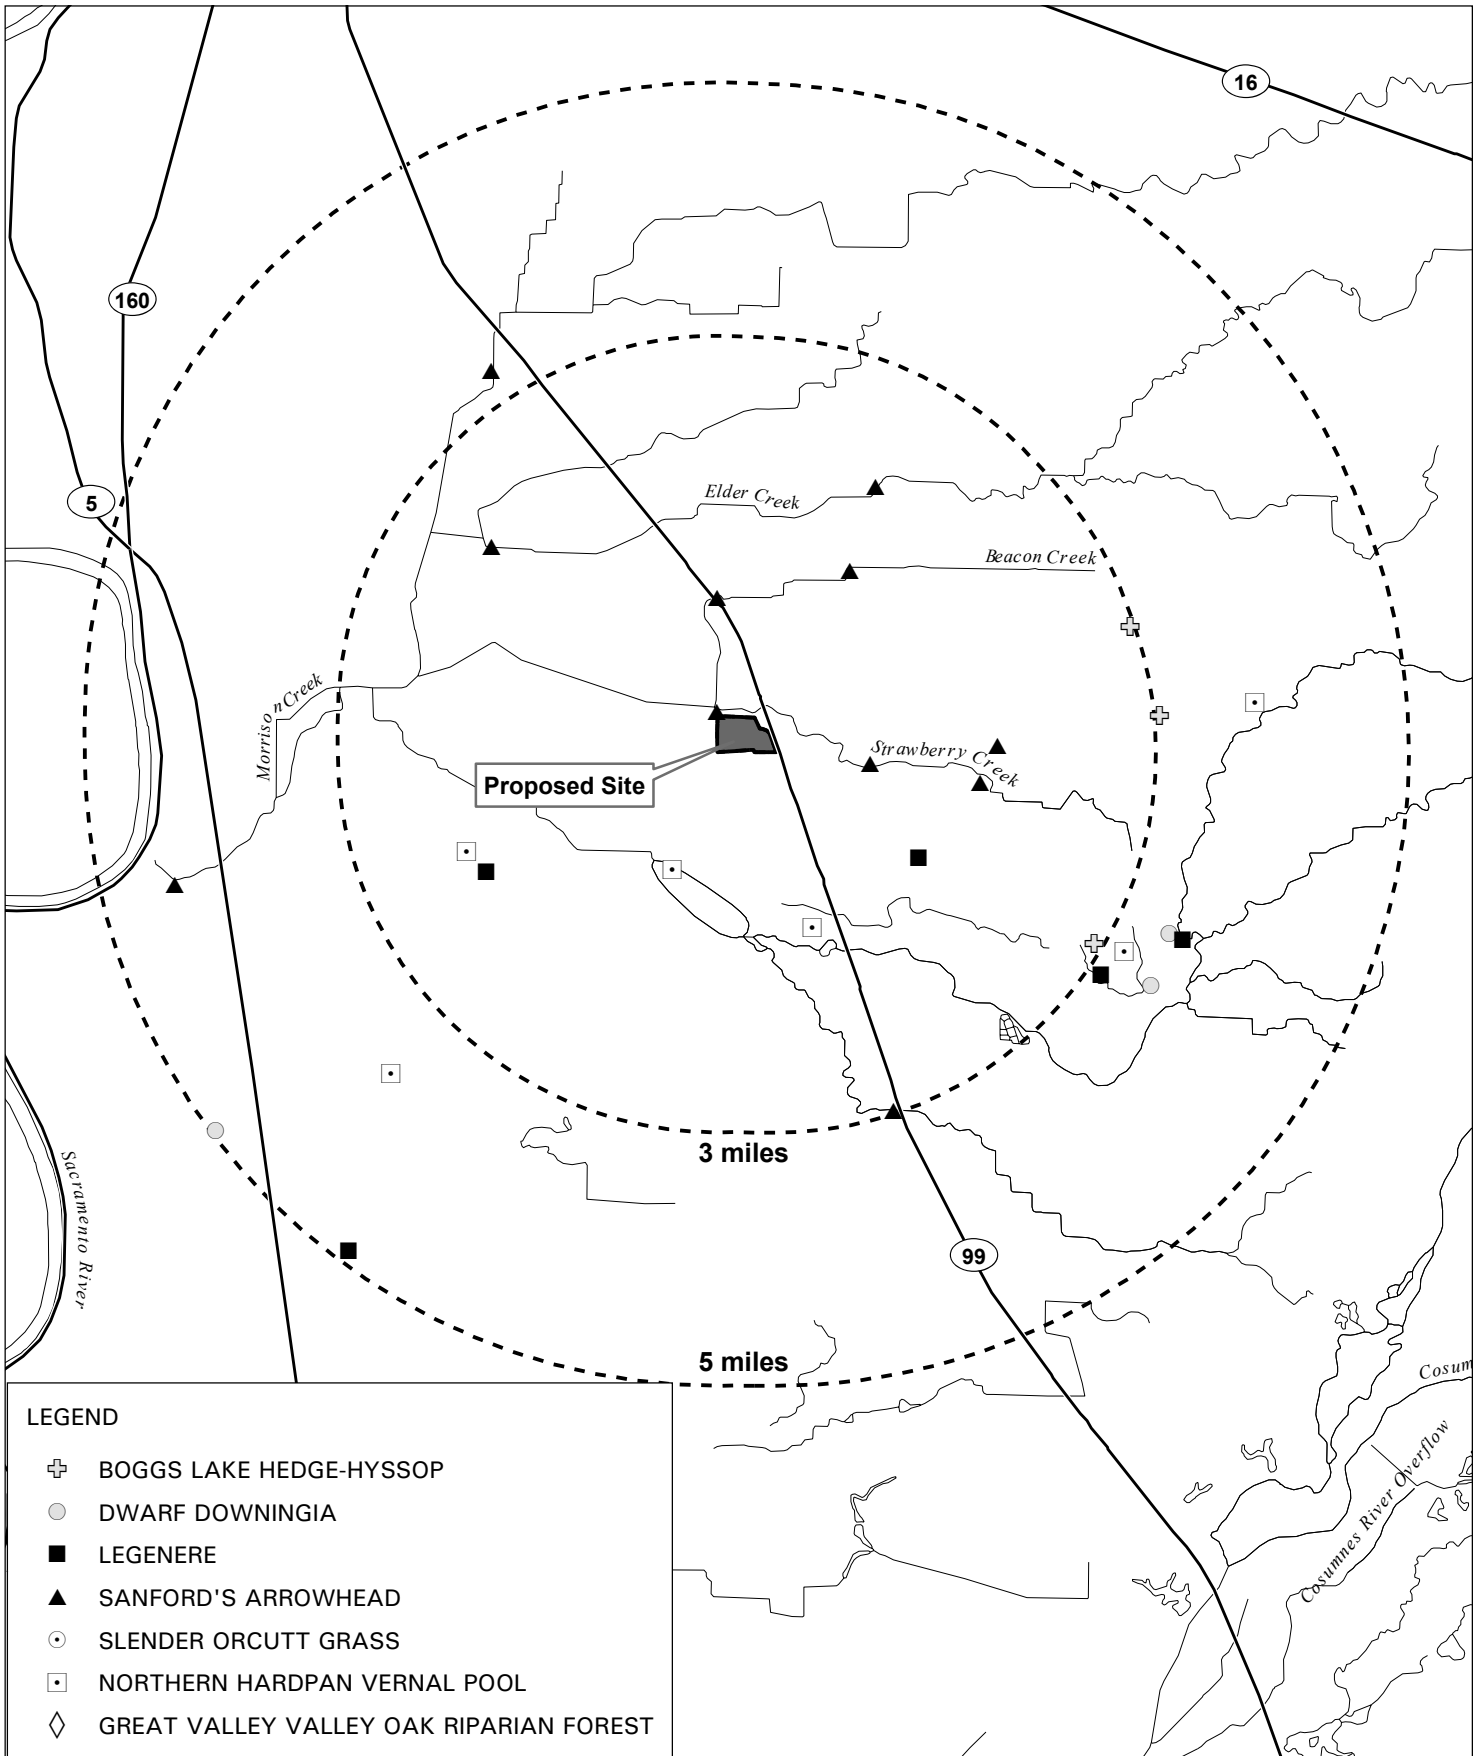 16
160
5
Elder Creek
Beacon Creek
Morrison Creek
Strawberry Creek
Proposed Site
3 miles
Sacramento River
99
5 miles
Cosum
Cosumnes River Overflow
LEGEND
BOGGS LAKE HEDGE-HYSSOP
DWARF DOWNINGIA
LEGENERE
SANFORD'S ARROWHEAD
SLENDER ORCUTT GRASS
NORTHERN HARDPAN VERNAL POOL
GREAT VALLEY VALLEY OAK RIPARIAN FOREST